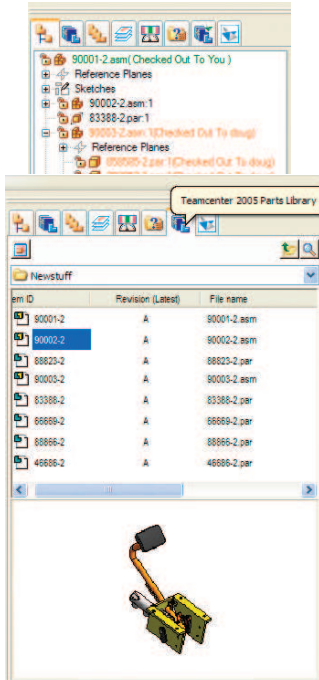 90001-2.asm( Checked Out To You )
Reference Planes
Sketches
90002-2.asm:1
83388-2.par:1
90003-2.asm:1(Checked Out To doug)
Reference Planes
Teamcenter 2005 Parts Library
Newstuff
em ID Revision (Latest) File name
90001-2 A 90001-2.asm
90002-2 A 90002-2.asm
88823-2 A 88823-2.par
90003-2 A 90003-2.asm
83388-2 A 83388-2.par
66669-2 A 66669-2.par
88866-2 A 88866-2.par
46686-2 A 46686-2.par